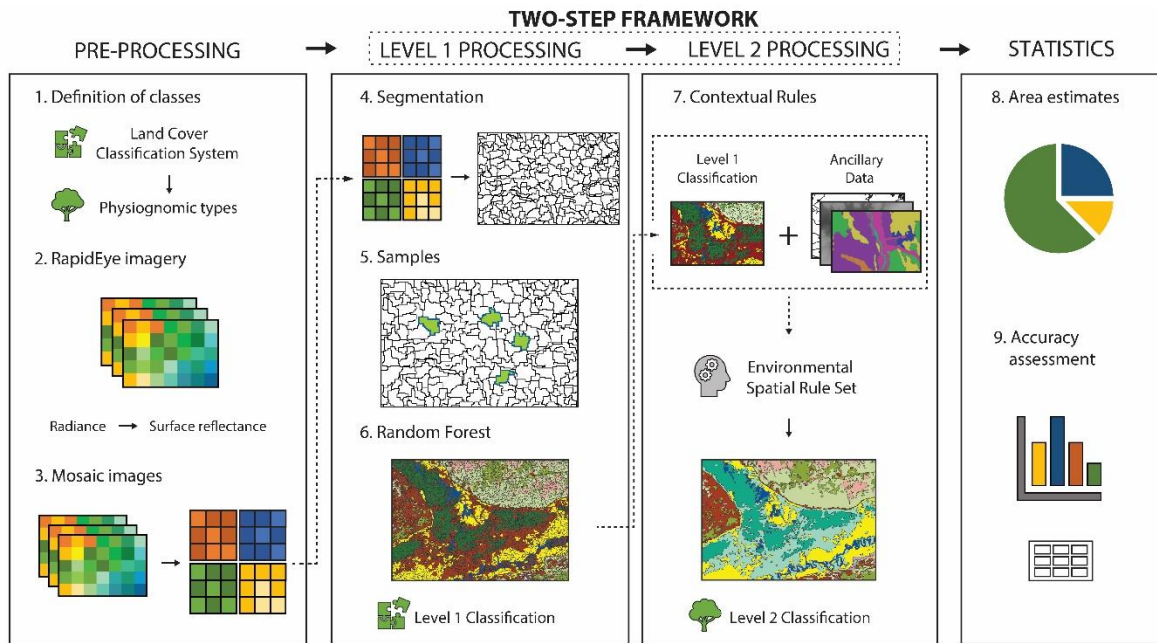 TWO-STEP FRAMEWORK
PRE-PROCESSING
LEVEL 1 PROCESSING
LEVEL 2 PROCESSING
STATISTICS
1. Definition of classes
Land Cover
Classification System
Physiognomic types
2. RapidEye imagery
Radiance
Surface reflectance
3. Mosaic images
4. Segmentation
5. Samples
6. Random Forest
Level 1 Classification
7. Contextual Rules
Level 1
Classification
Ancillary
Data
Environmental
Spatial Rule Set
Level 2 Classification
8. Area estimates
9. Accuracy
assessment